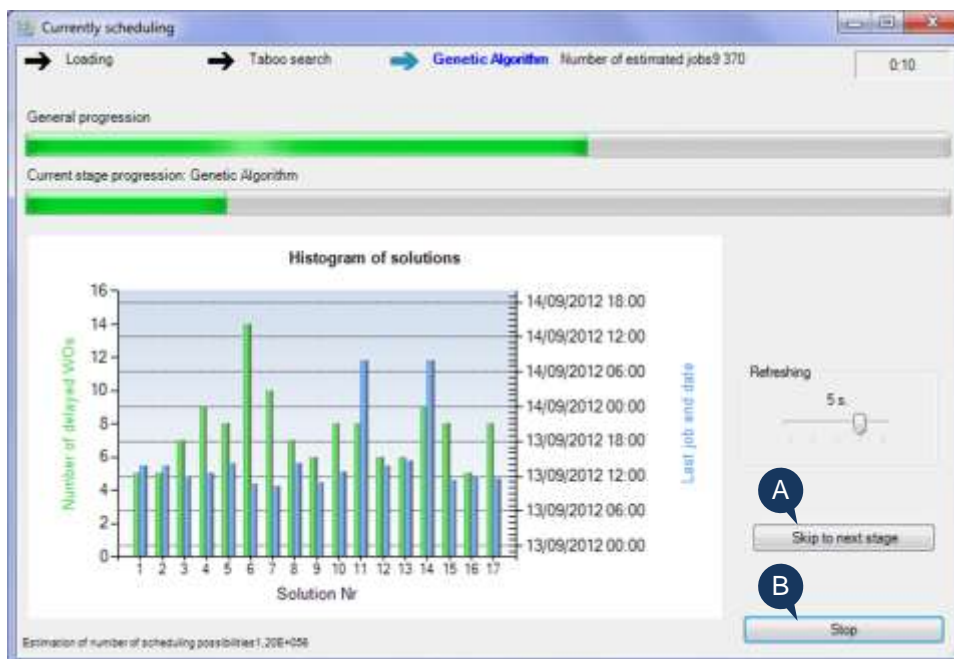 Currently scheduling
Loading Taboo search Genetic Algorithm Number of estimated jobs9 370 0:10
General progression
Current stage progression: Genetic Algorithm
Histogram of solutions
Number of delayed WOs
16
14
12
10
8
6
4
2
0
14/09/2012 18:00
14/09/2012 12:00
14/09/2012 06:00
14/09/2012 00:00
13/09/2012 18:00
13/09/2012 12:00
13/09/2012 06:00
13/09/2012 00:00
Last job end date
1 2 3 4 5 6 7 8 9 10 11 12 13 14 15 16 17
Solution Nr
Refreshing
5 s.
A
Skip to next stage
B
Stop
Estimation of number of scheduling possibilities1,20E+056